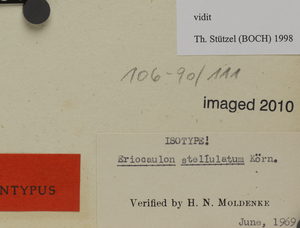 vidit
Th. Stützel (BOCH) 1998
106-90/111
imaged 2010
ISOTYPE!
Eriocaulon stellulatum Körn.
NTYPUS
Verified by H. N. MOLDENKE
June, 1969